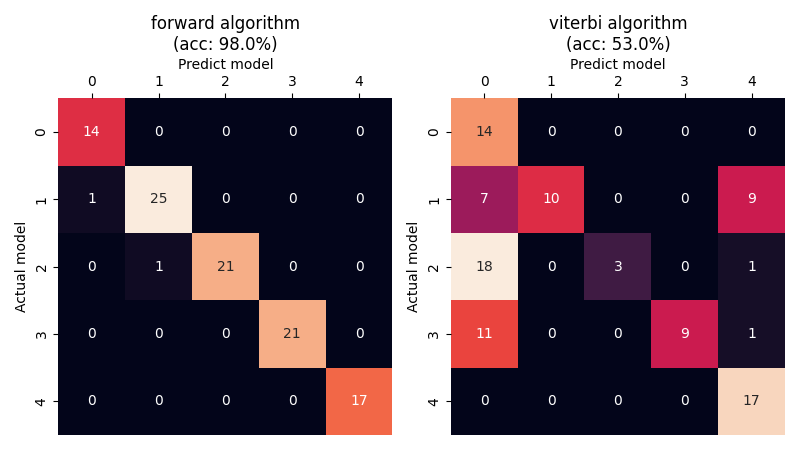 forward algorithm
(acc: 98.0%)
Predict model
0 1 2 3 4
Actual model
0 14 0 0 0 0
1 1 25 0 0 0
2 0 1 21 0 0
3 0 0 0 21 0
4 0 0 0 0 17
viterbi algorithm
(acc: 53.0%)
Predict model
0 1 2 3 4
Actual model
0 14 0 0 0 0
1 7 10 0 0 9
2 18 0 3 0 1
3 11 0 0 9 1
4 0 0 0 0 17